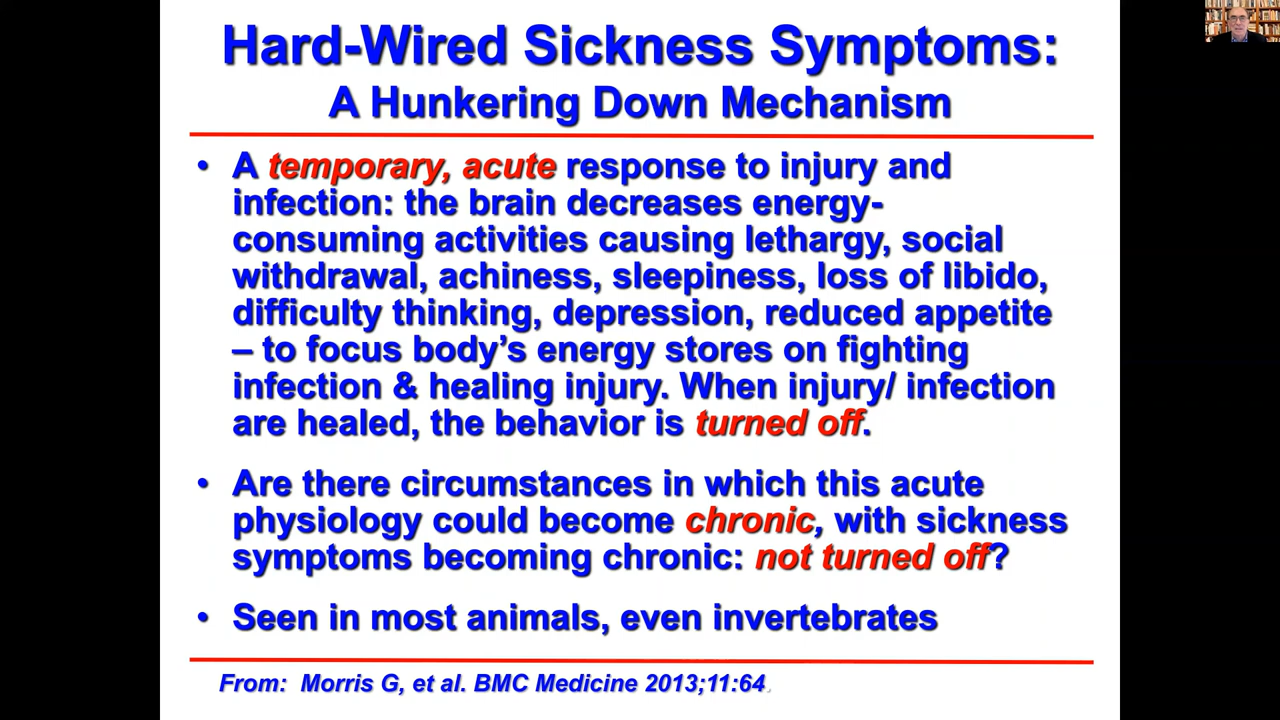 Hard-Wired Sickness Symptoms:
A Hunkering Down Mechanism
• A temporary, acute response to injury and
infection: the brain decreases energy-
consuming activities causing lethargy, social
withdrawal, achiness, sleepiness, loss of libido,
difficulty thinking, depression, reduced appetite
– to focus body’s energy stores on fighting
infection & healing injury. When injury/ infection
are healed, the behavior is turned off.
• Are there circumstances in which this acute
physiology could become chronic, with sickness
symptoms becoming chronic: not turned off?
• Seen in most animals, even invertebrates
From: Morris G, et al. BMC Medicine 2013;11:64.